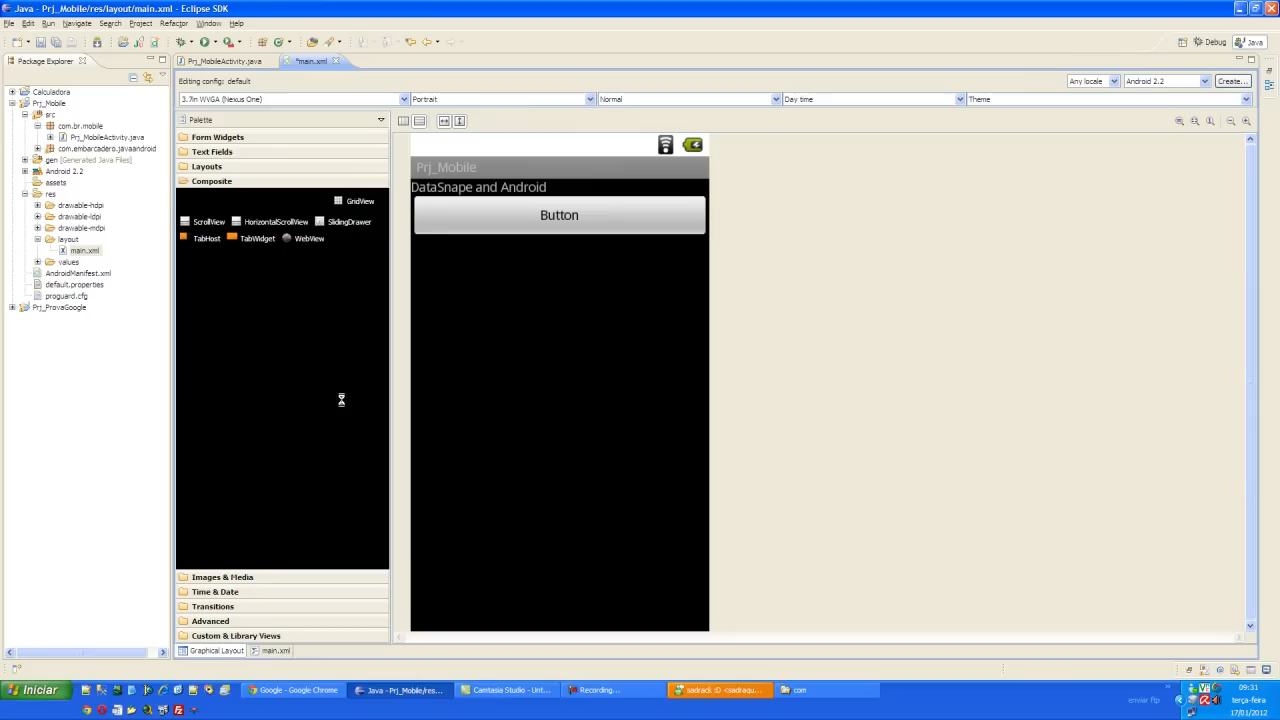 Java - Prj_Mobile/res/layout/main.xml - Eclipse SDK
File Edit Run Navigate Search Project Refactor Window Help
Debug Java
Package Explorer
Prj_MobileActivity.java *main.xml
Editing config: default
Any locale Android 2.2 Create...
3.7in WVGA (Nexus One) Portrait Normal Day time Theme
Calculadora
Prj_Mobile
src
com.br.mobile
Prj_MobileActivity.java
com.embarcadero.javaandroid
gen [Generated Java Files]
Android 2.2
assets
res
drawable-hdpi
drawable-ldpi
drawable-mdpi
layout
main.xml
values
AndroidManifest.xml
default.properties
proguard.cfg
Prj_ProvaGoogle
Palette
Form Widgets
Text Fields
Layouts
Composite
GridView
ScrollView HorizontalScrollView SlidingDrawer
TabHost TabWidget WebView
Images & Media
Time & Date
Transitions
Advanced
Custom & Library Views
Graphical Layout main.xml
Prj_Mobile
DataSnape and Android
Button
Iniciar
Google - Google Chrome
Java - Prj_Mobile/res...
Camtasia Studio - Unt...
Recording...
sadrack :D <sadraqu...
com
enviar ftp
09:31
terça-feira
17/01/2012